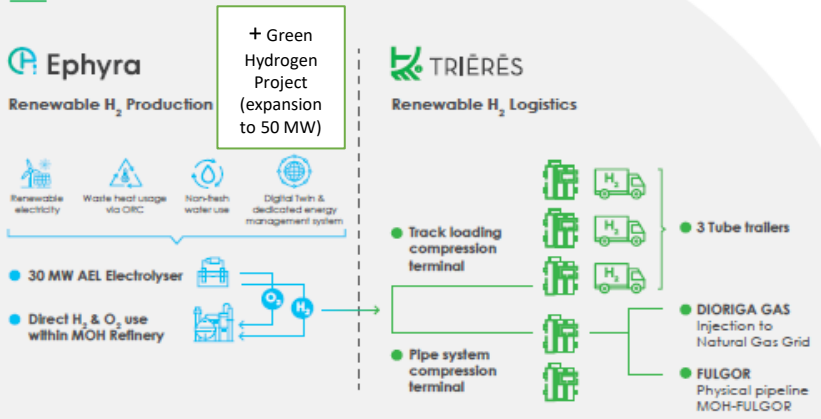 Ephyra
Renewable H₂ Production
+ Green
Hydrogen
Project
(expansion
to 50 MW)
TRIĒRĒS
Renewable H₂ Logistics
Renewable
electricity
Waste heat usage
via ORC
Non-fresh
water use
Digital Twin &
dedicated energy
management system
30 MW AEL Electrolyser
Direct H₂ & O₂ use
within MOH Refinery
O₂
H₂
Track loading
compression
terminal
Pipe system
compression
terminal
H₂
H₂
H₂
3 Tube traillers
DIORIGA GAS
Injection to
Natural Gas Grid
FULGOR
Physical pipeline
MOH-FULGOR